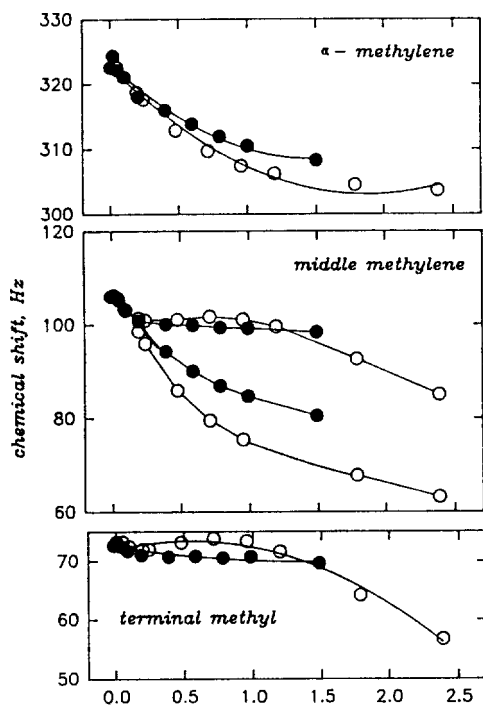 330
α - methylene
320
310
300
120
middle methylene
100
80
60
chemical shift, Hz
70
terminal methyl
60
50
0.0 0.5 1.0 1.5 2.0 2.5